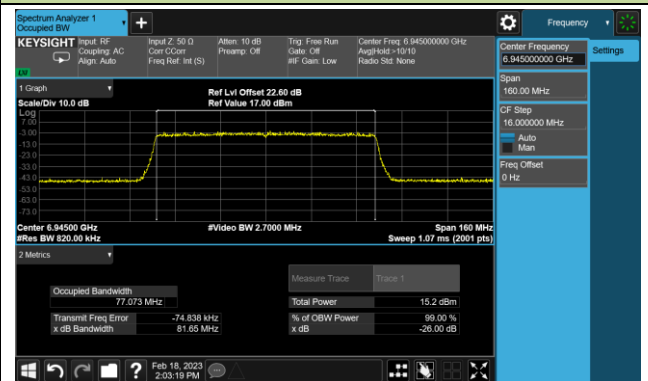 Spectrum Analyzer 1
Occupied BW
Frequency
KEYSIGHT
Input: RF
Coupling: AC
Align: Auto
Input Z: 50 Ω
Corr CCorr
Freq Ref: Int (S)
Atten: 10 dB
Preamp: Off
Trig: Free Run
Gate: Off
#IF Gain: Low
Center Freq: 6.945000000 GHz
Avg|Hold:>10/10
Radio Std: None
LXI
Center Frequency
6.945000000 GHz
Settings
Span
160.00 MHz
CF Step
16.000000 MHz
Auto
Man
Freq Offset
0 Hz
1 Graph
Scale/Div 10.0 dB
Ref Lvl Offset 22.60 dB
Ref Value 17.00 dBm
Log
7.00
-3.00
-13.0
-23.0
-33.0
-43.0
-53.0
-63.0
-73.0
Center 6.94500 GHz
#Res BW 820.00 kHz
#Video BW 2.7000 MHz
Span 160 MHz
Sweep 1.07 ms (2001 pts)
2 Metrics
Measure Trace
Trace 1
Occupied Bandwidth
77.073 MHz
Total Power
15.2 dBm
Transmit Freq Error
-74.838 kHz
% of OBW Power
99.00 %
x dB Bandwidth
81.65 MHz
x dB
-26.00 dB
Feb 18, 2023
2:03:19 PM